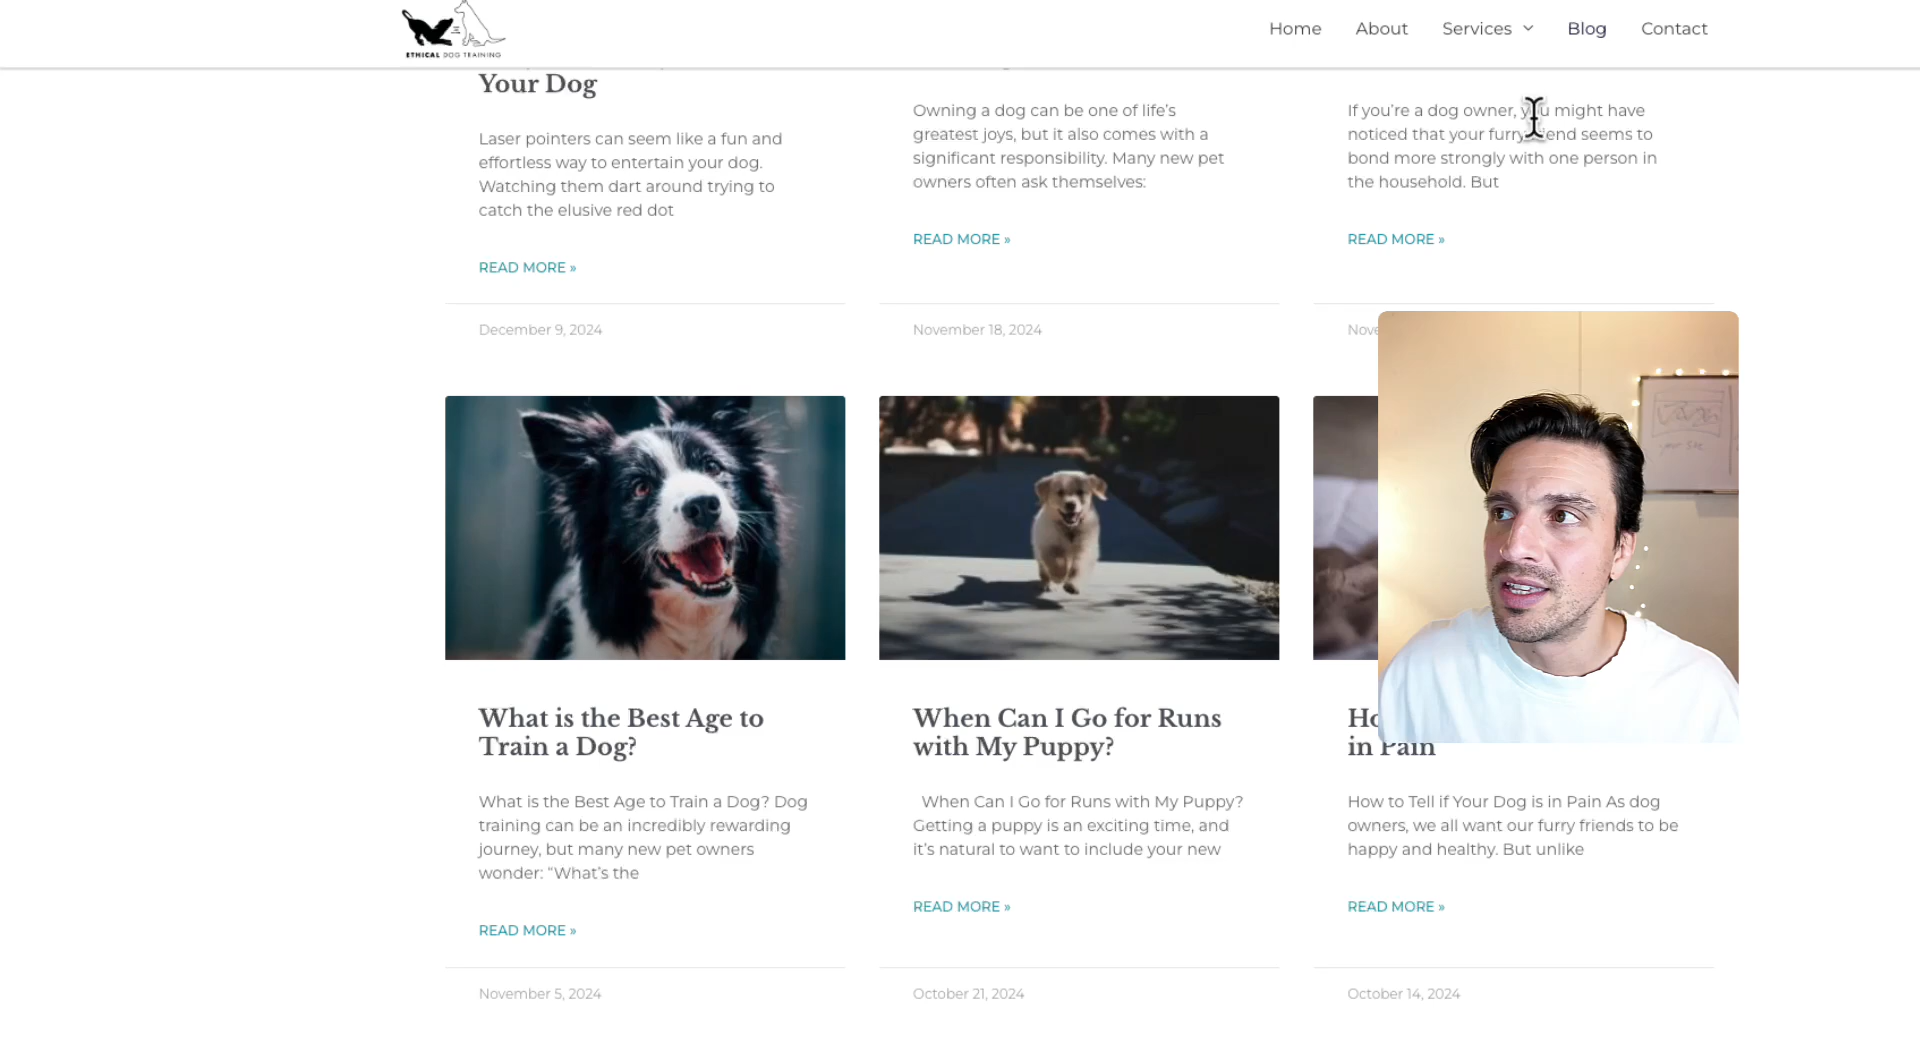 ETHICAL DOG TRAINING
Home
About
Services
Blog
Contact
Your Dog
Laser pointers can seem like a fun and
effortless way to entertain your dog.
Watching them dart around trying to
catch the elusive red dot
READ MORE »
December 9, 2024
Owning a dog can be one of life’s
greatest joys, but it also comes with a
significant responsibility. Many new pet
owners often ask themselves:
READ MORE »
November 18, 2024
If you’re a dog owner, you might have
noticed that your furry friend seems to
bond more strongly with one person in
the household. But
READ MORE »
What is the Best Age to
Train a Dog?
What is the Best Age to Train a Dog? Dog
training can be an incredibly rewarding
journey, but many new pet owners
wonder: “What’s the
READ MORE »
November 5, 2024
When Can I Go for Runs
with My Puppy?
When Can I Go for Runs with My Puppy?
Getting a puppy is an exciting time, and
it’s natural to want to include your new
READ MORE »
October 21, 2024
in Pain
How to Tell if Your Dog is in Pain As dog
owners, we all want our furry friends to be
happy and healthy. But unlike
READ MORE »
October 14, 2024